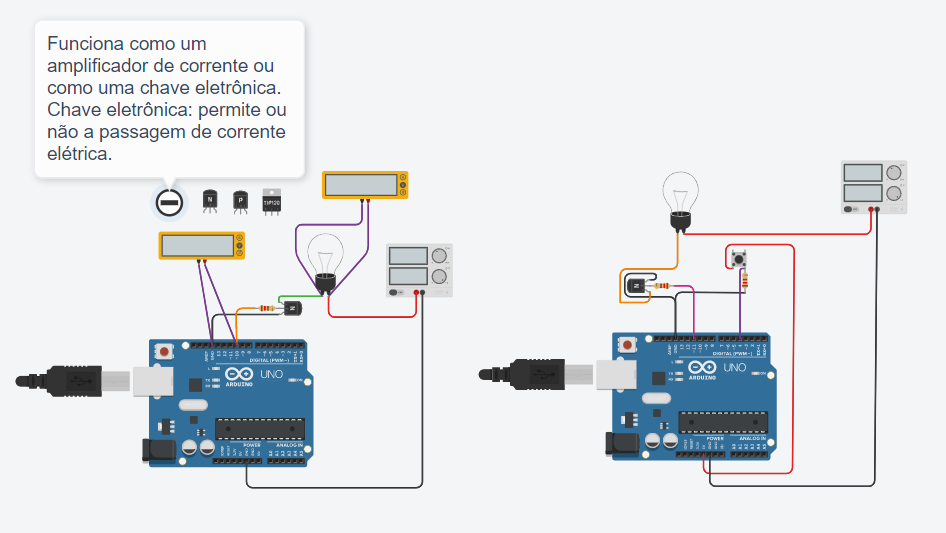 Funciona como um
amplificador de corrente ou
como uma chave eletrônica.
Chave eletrônica: permite ou
não a passagem de corrente
elétrica.
N
P
TIP120
N
N
DIGITAL (PWM~)
UNO
ARDUINO
POWER
ANALOG IN
DIGITAL (PWM~)
UNO
ARDUINO
POWER
ANALOG IN